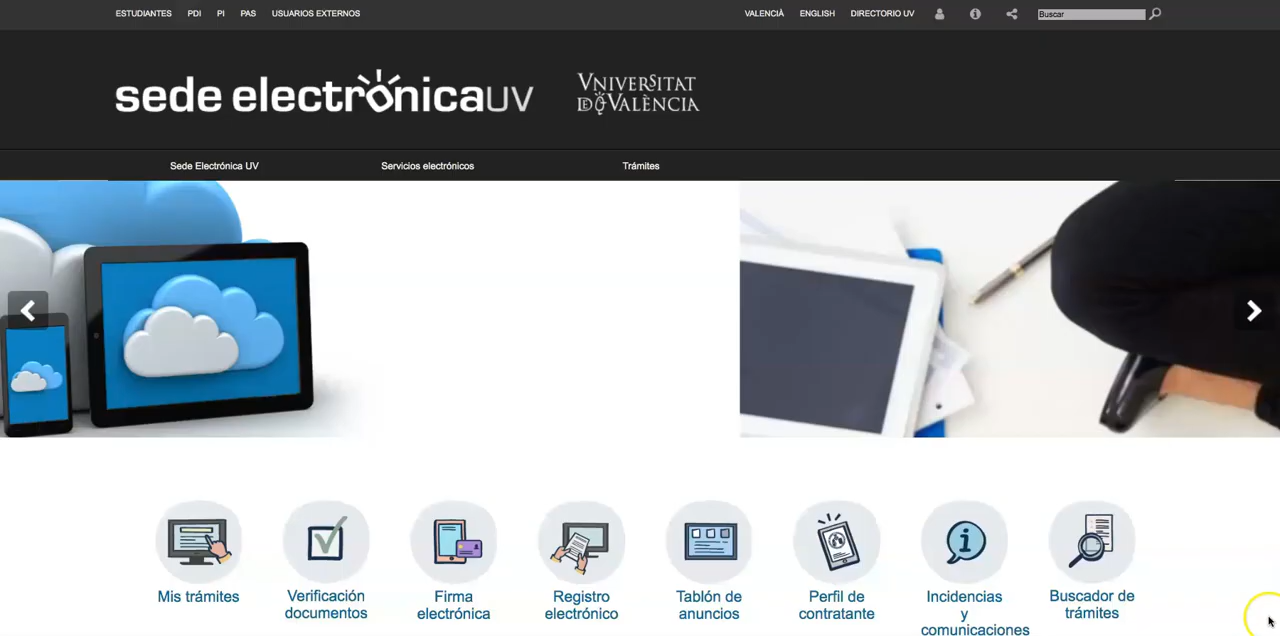 ESTUDIANTES PDI PI PAS USUARIOS EXTERNOS VALENCIÀ ENGLISH DIRECTORIO UV Buscar
sede electrónicaUV
VNIVERSITAT
DE VALÈNCIA
Sede Electrónica UV Servicios electrónicos Trámites
Mis trámites
Verificación
documentos
Firma
electrónica
Registro
electrónico
Tablón de
anuncios
Perfil de
contratante
Incidencias
y
comunicaciones
Buscador de
trámites